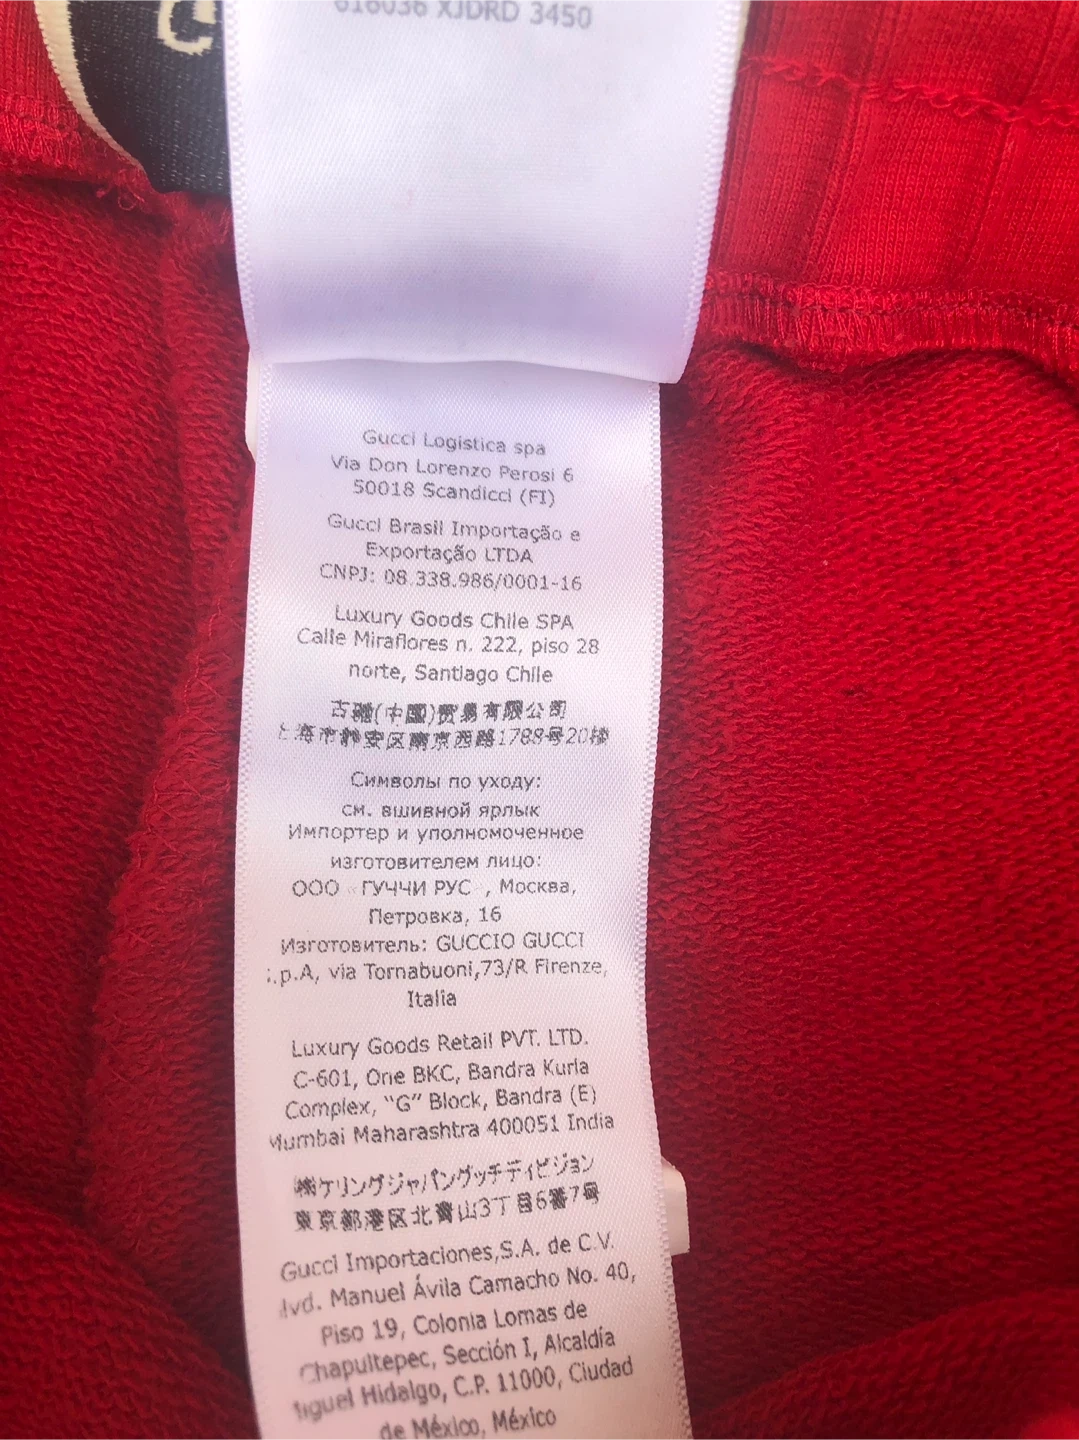 616036 XJDRD 3450
Gucci Logistica spa
Via Don Lorenzo Perosi 6
50018 Scandicci (FI)
Gucci Brasil Importação e
Exportação LTDA
CNPJ: 08.338.986/0001-16
Luxury Goods Chile SPA
Calle Miraflores n. 222, piso 28
norte, Santiago Chile
古驰(中國)贸易有限公司
上海市静安区南京西路1788号20楼
Символы по уходу:
см. вшивной ярлык
Импортер и уполномоченное
изготовителем лицо:
ООО «ГУЧЧИ РУС», Москва,
Петровка, 16
Изготовитель: GUCCIO GUCCI
.p.A, via Tornabuoni,73/R Firenze,
Italia
Luxury Goods Retail PVT. LTD.
C-601, One BKC, Bandra Kurla
Complex, "G" Block, Bandra (E)
Mumbai Maharashtra 400051 India
㈱ケリングジャパングッチディビジョン
東京都港区北青山3丁目6番7号
Gucci Importaciones,S.A. de C.V.
lvd. Manuel Ávila Camacho No. 40,
Piso 19, Colonia Lomas de
Chapultepec, Sección I, Alcaldía
Miguel Hidalgo, C.P. 11000, Ciudad
de México, México